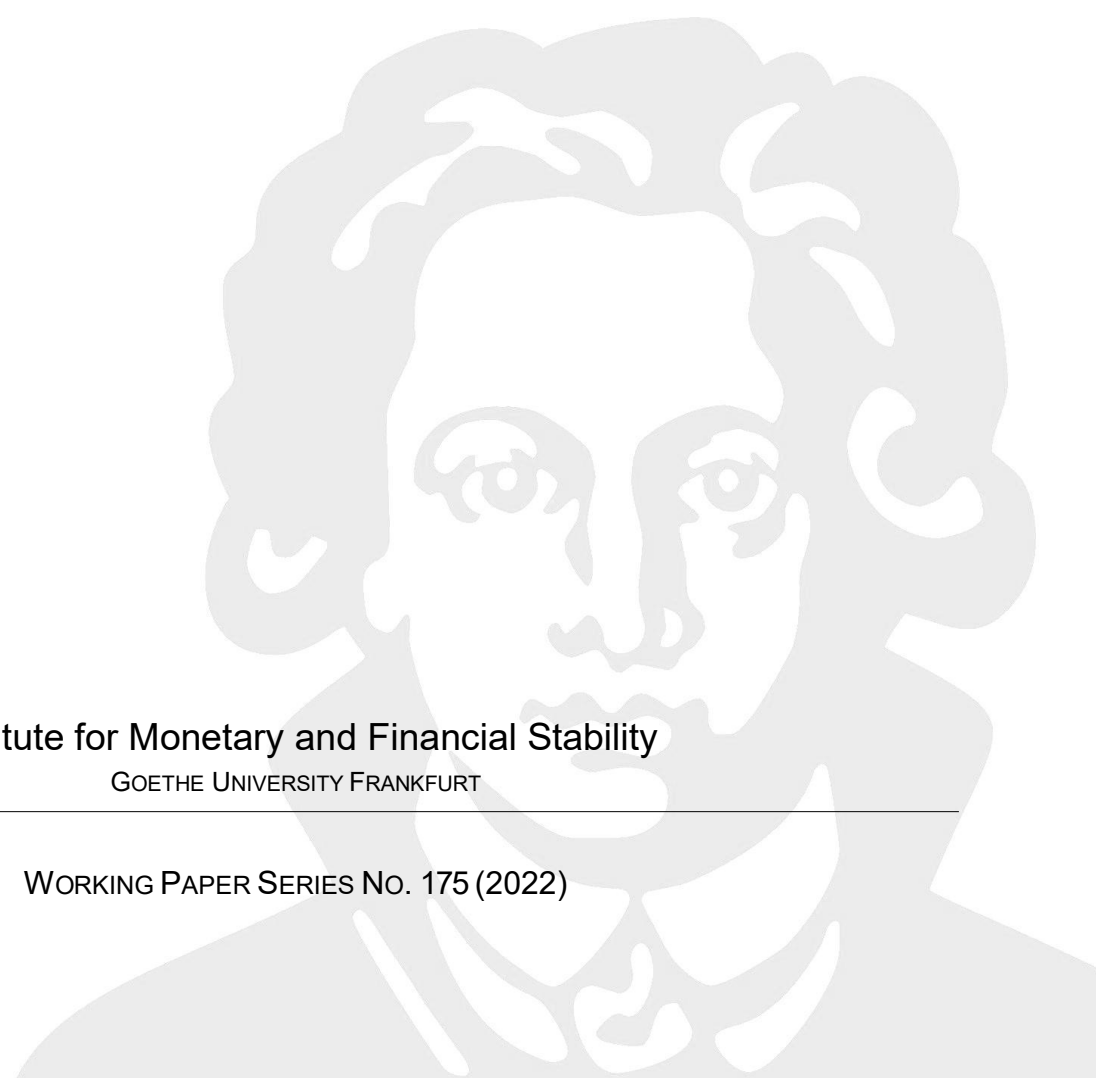 tute for Monetary and Financial Stability
GOETHE UNIVERSITY FRANKFURT
WORKING PAPER SERIES NO. 175 (2022)